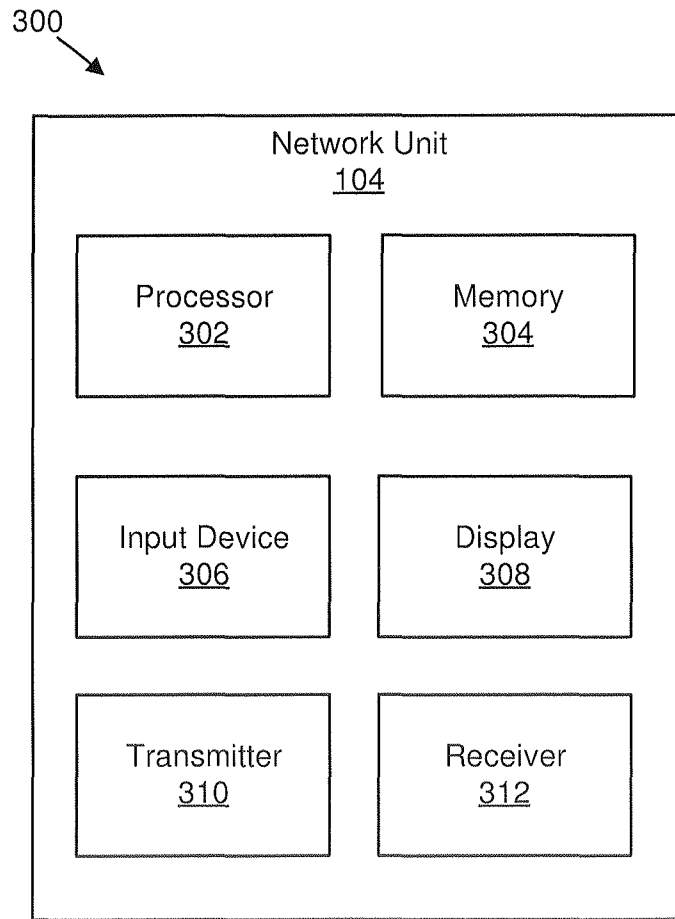 300
Network Unit
104
Processor
302
Memory
304
Input Device
306
Display
308
Transmitter
310
Receiver
312